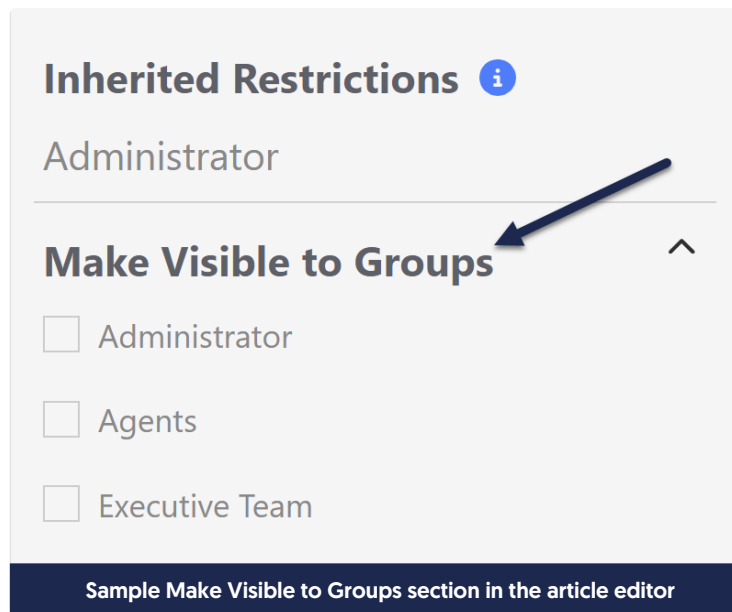 Inherited Restrictions
Administrator
Make Visible to Groups
Administrator
Agents
Executive Team
Sample Make Visible to Groups section in the article editor